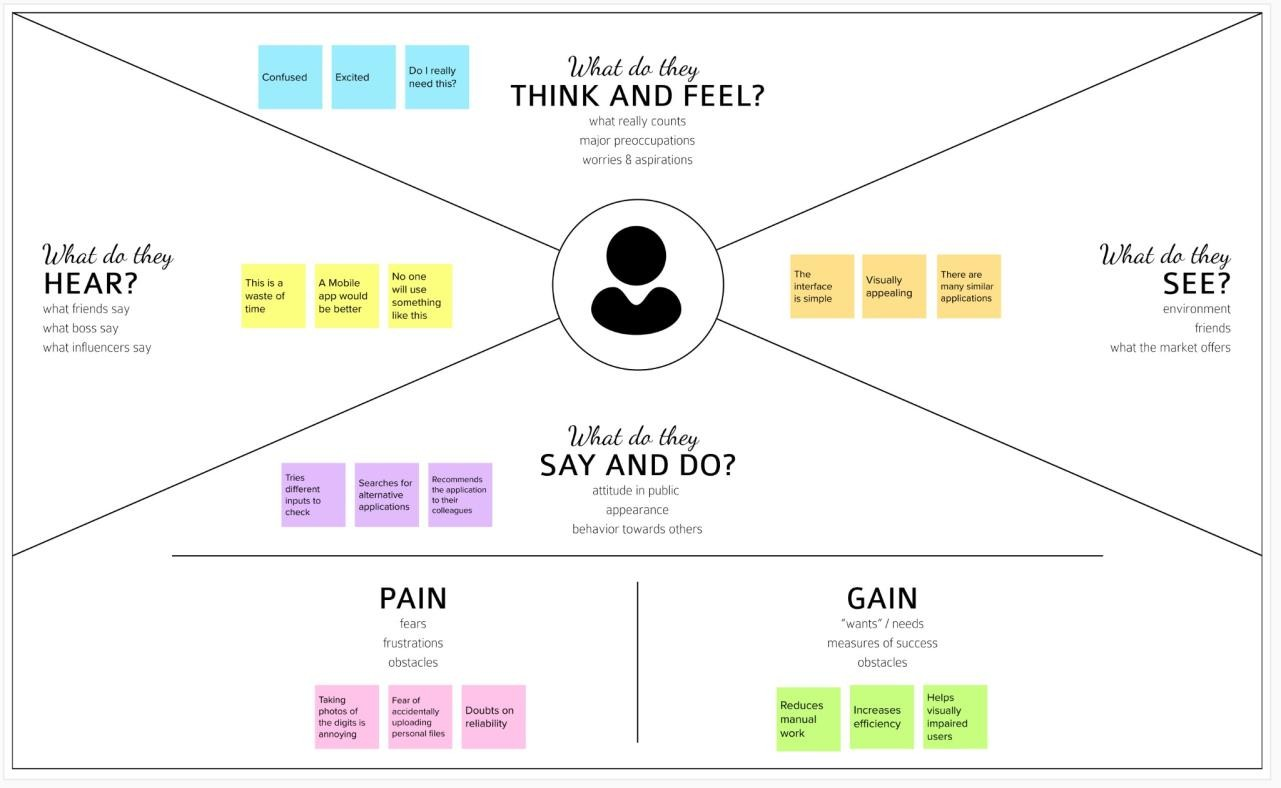 Confused
Excited
Do I really
need this?
What do they
THINK AND FEEL?
what really counts
major preoccupations
worries & aspirations
What do they
HEAR?
what friends say
what boss say
what influencers say
This is a
waste of
time
A Mobile
app would
be better
No one
will use
something
like this
The
interface
is simple
Visually
appealing
There are
many similar
applications
What do they
SEE?
environment
friends
what the market offers
What do they
SAY AND DO?
attitude in public
appearance
behavior towards others
Tries
different
inputs to
check
Searches for
alternative
applications
Recommends
the application
to their
colleagues
PAIN
fears
frustrations
obstacles
Taking
photos of
the digits is
annoying
Fear of
accidentally
uploading
personal files
Doubts on
reliability
GAIN
"wants" / needs
measures of success
obstacles
Reduces
manual
work
Increases
efficiency
Helps
visually
impaired
users